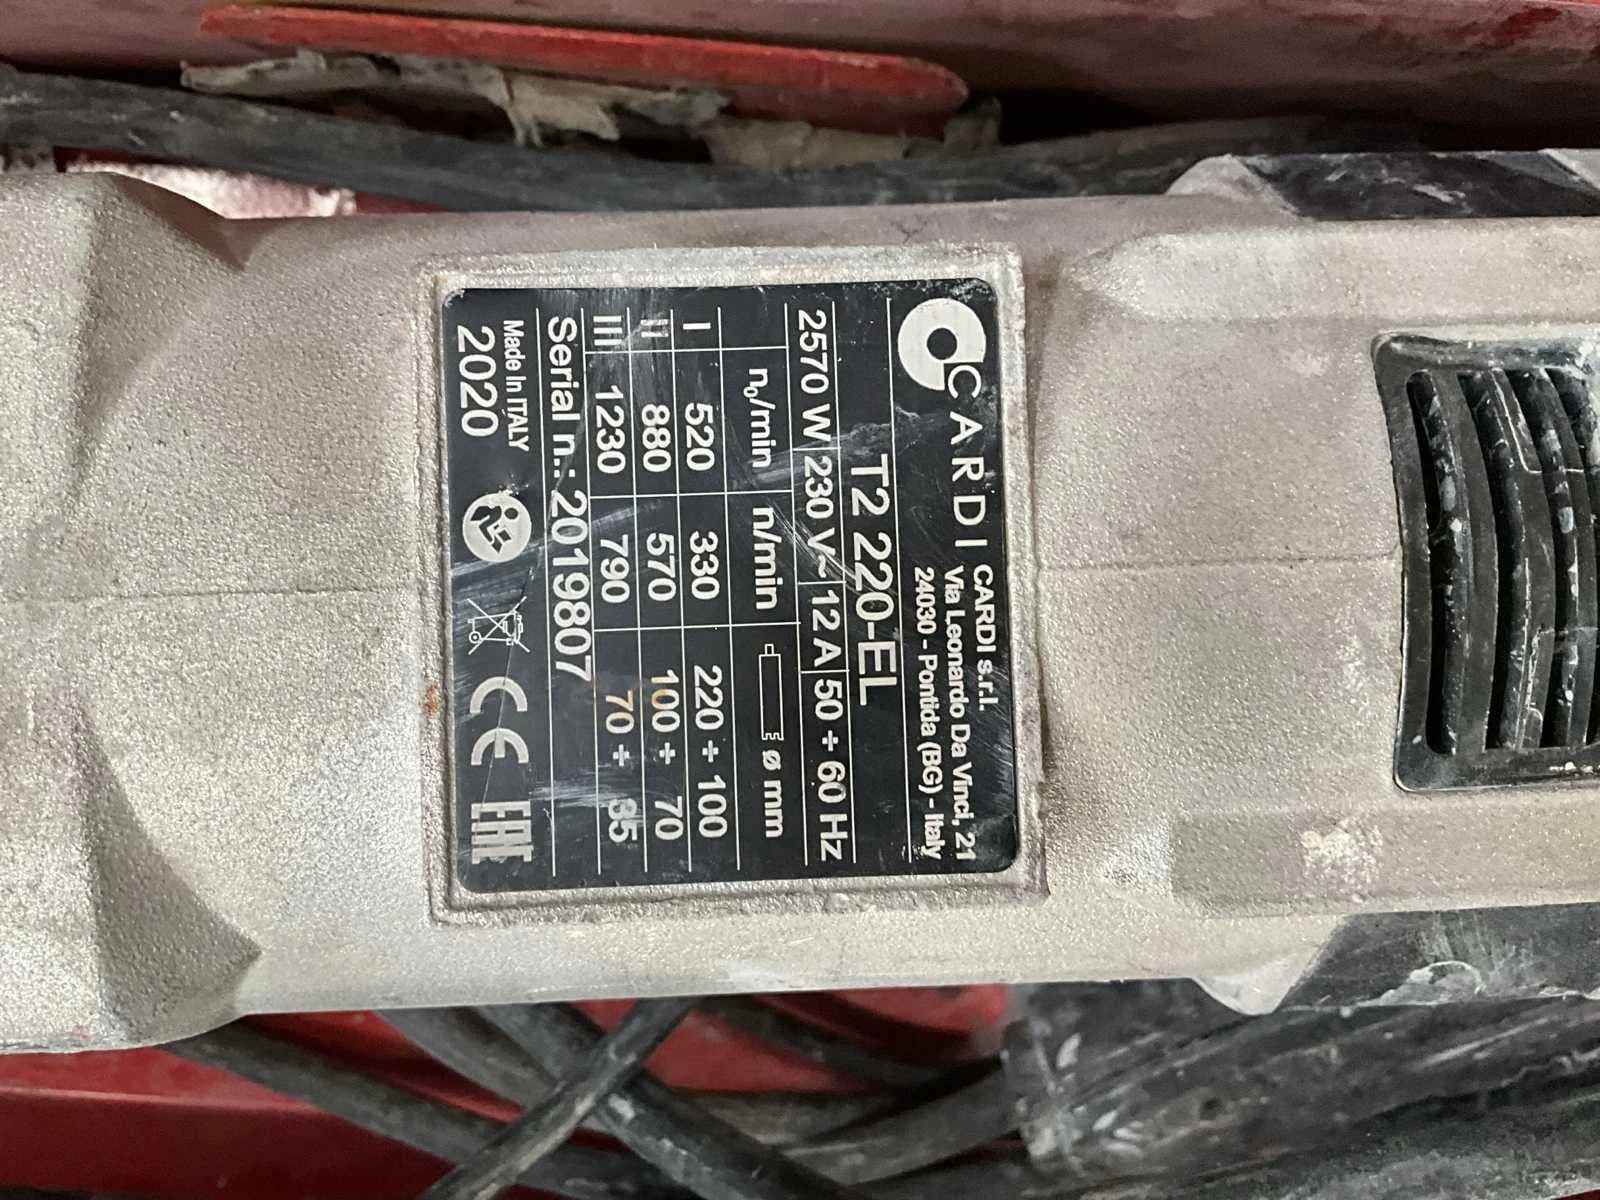 CARDI
CARDI s.r.l.
Via Leonardo Da Vinci, 21
24030 - Pontida (BG) - Italy
T2 220-EL
2570 W 230 V~ 12 A 50 ÷ 60 Hz
n₀/min n/min ø mm
I 520 330 220 ÷ 100
II 880 570 100 ÷ 70
III 1230 790 70 ÷ 35
Serial n.: 2019807
Made in ITALY
2020
CE EAC